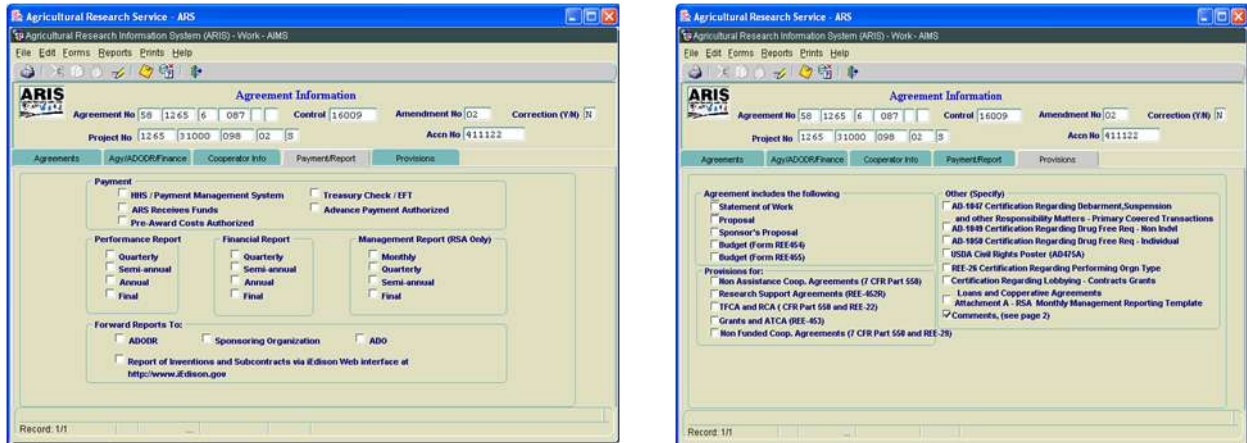 Agricultural Research Service - ARS
Agricultural Research Information System (ARIS) - Work - AIMS
File Edit Forms Reports Prints Help
ARIS
Agreement Information
Agreement No 58 1265 6 087 Control 16009 Amendment No 02 Correction (Y/N) N
Project No 1265 31000 098 02 S Accn No 411122
Agreements Agy/ADODR/Finance Cooperator Info Payment/Report Provisions
Payment
HHS / Payment Management System Treasury Check / EFT
ARS Receives Funds Advance Payment Authorized
Pre-Award Costs Authorized
Performance Report Financial Report Management Report (RSA Only)
Quarterly Quarterly Monthly
Semi-annual Semi-annual Quarterly
Annual Annual Semi-annual
Final Final Final
Forward Reports To:
ADODR Sponsoring Organization ADO
Report of Inventions and Subcontracts via iEdison Web interface at
http://www.iEdison.gov
Record: 1/1
Agricultural Research Service - ARS
Agricultural Research Information System (ARIS) - Work - AIMS
File Edit Forms Reports Prints Help
ARIS
Agreement Information
Agreement No 58 1265 6 087 Control 16009 Amendment No 02 Correction (Y/N) N
Project No 1265 31000 098 02 S Accn No 411122
Agreements Agy/ADODR/Finance Cooperator Info Payment/Report Provisions
Agreement includes the following
Statement of Work
Proposal
Sponsor's Proposal
Budget (Form REE454)
Budget (Form REE455)
Provisions for:
Non Assistance Coop. Agreements (7 CFR Part 550)
Research Support Agreements (REE-452R)
TFCA and RCA ( CFR Part 550 and REE-22)
Grants and ATCA (REE-453)
Non Funded Coop. Agreements (7 CFR Part 550 and REE-29)
Other (Specify)
AD-1047 Certification Regarding Debarment,Suspension
and other Responsibility Matters - Primary Covered Transactions
AD-1049 Certification Regarding Drug Free Req - Non Indvl
AD-1050 Certification Regarding Drug Free Req - Individual
USDA Civil Rights Poster (AD475A)
REE-26 Certification Regarding Performing Orgn Type
Certification Regarding Lobbying - Contracts Grants
Loans and Copperative Agreements
Attachment A - RSA Monthly Management Reporting Template
Comments, (see page 2)
Record: 1/1